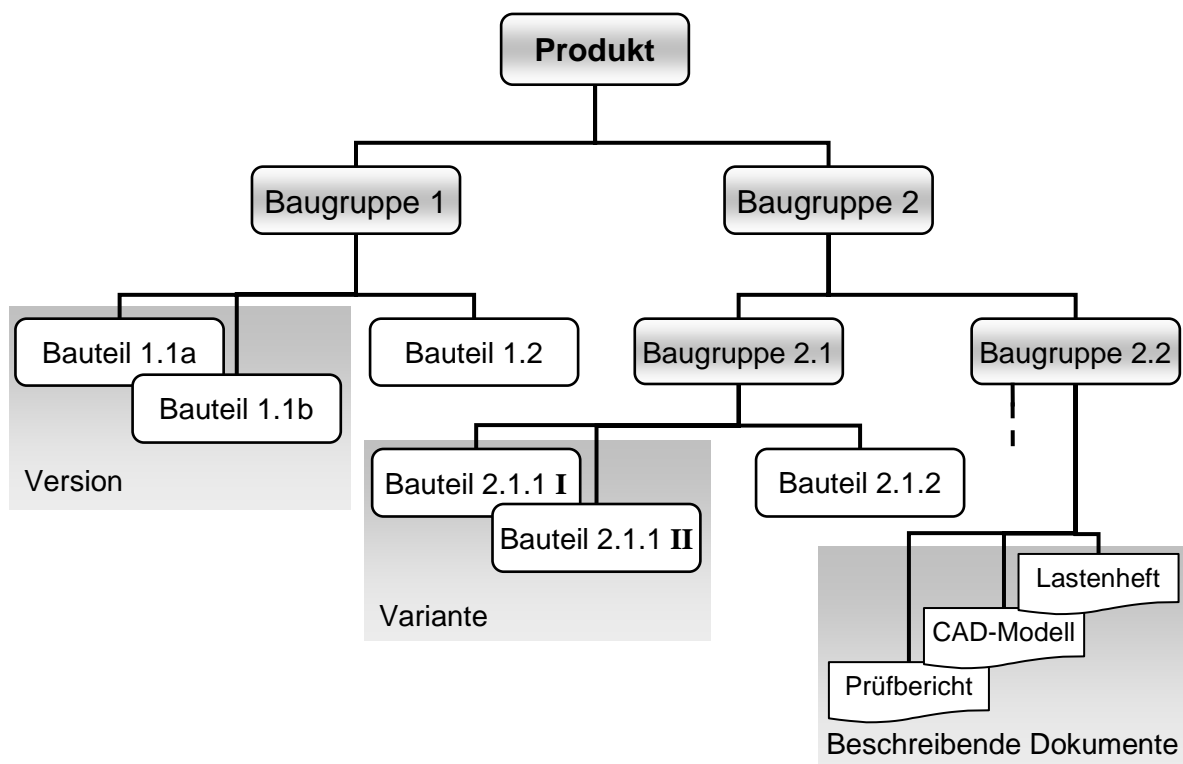 Produkt
Baugruppe 1
Baugruppe 2
Bauteil 1.1a
Bauteil 1.1b
Version
Bauteil 1.2
Baugruppe 2.1
Baugruppe 2.2
Bauteil 2.1.1 I
Bauteil 2.1.1 II
Variante
Bauteil 2.1.2
Lastenheft
CAD-Modell
Prüfbericht
Beschreibende Dokumente